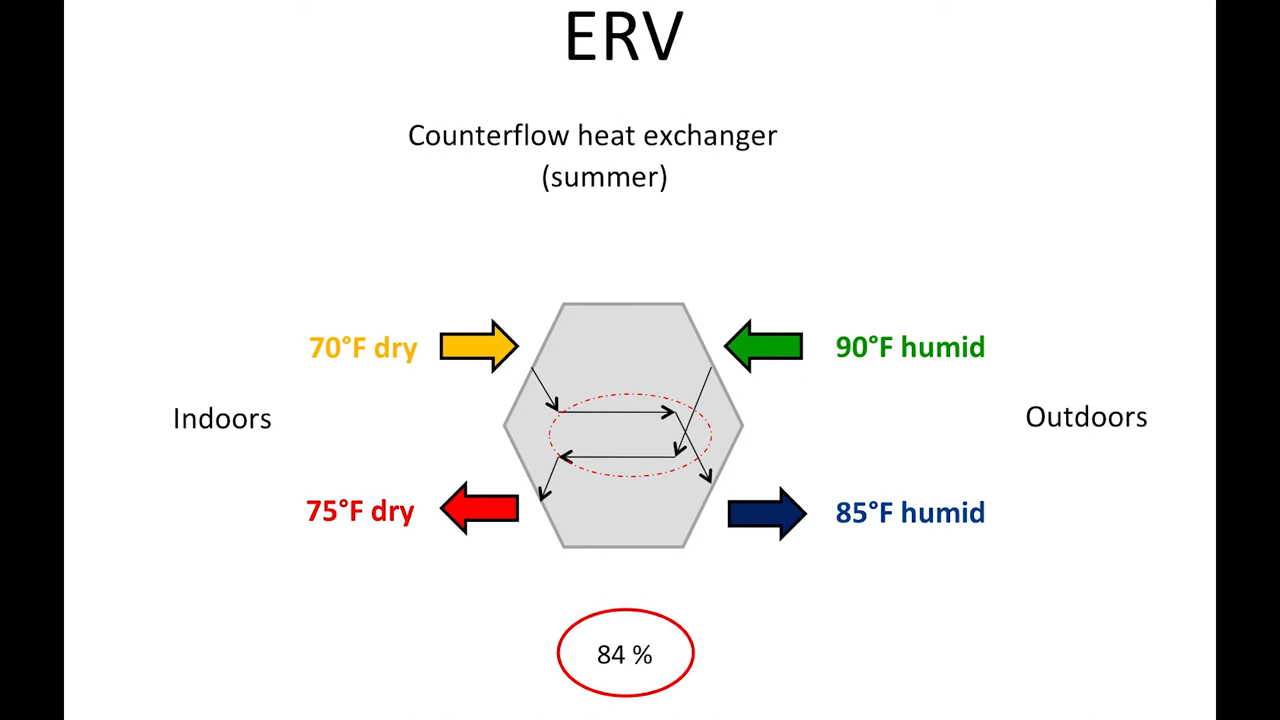 ERV
Counterflow heat exchanger
(summer)
70°F dry
90°F humid
Indoors
Outdoors
75°F dry
85°F humid
84 %